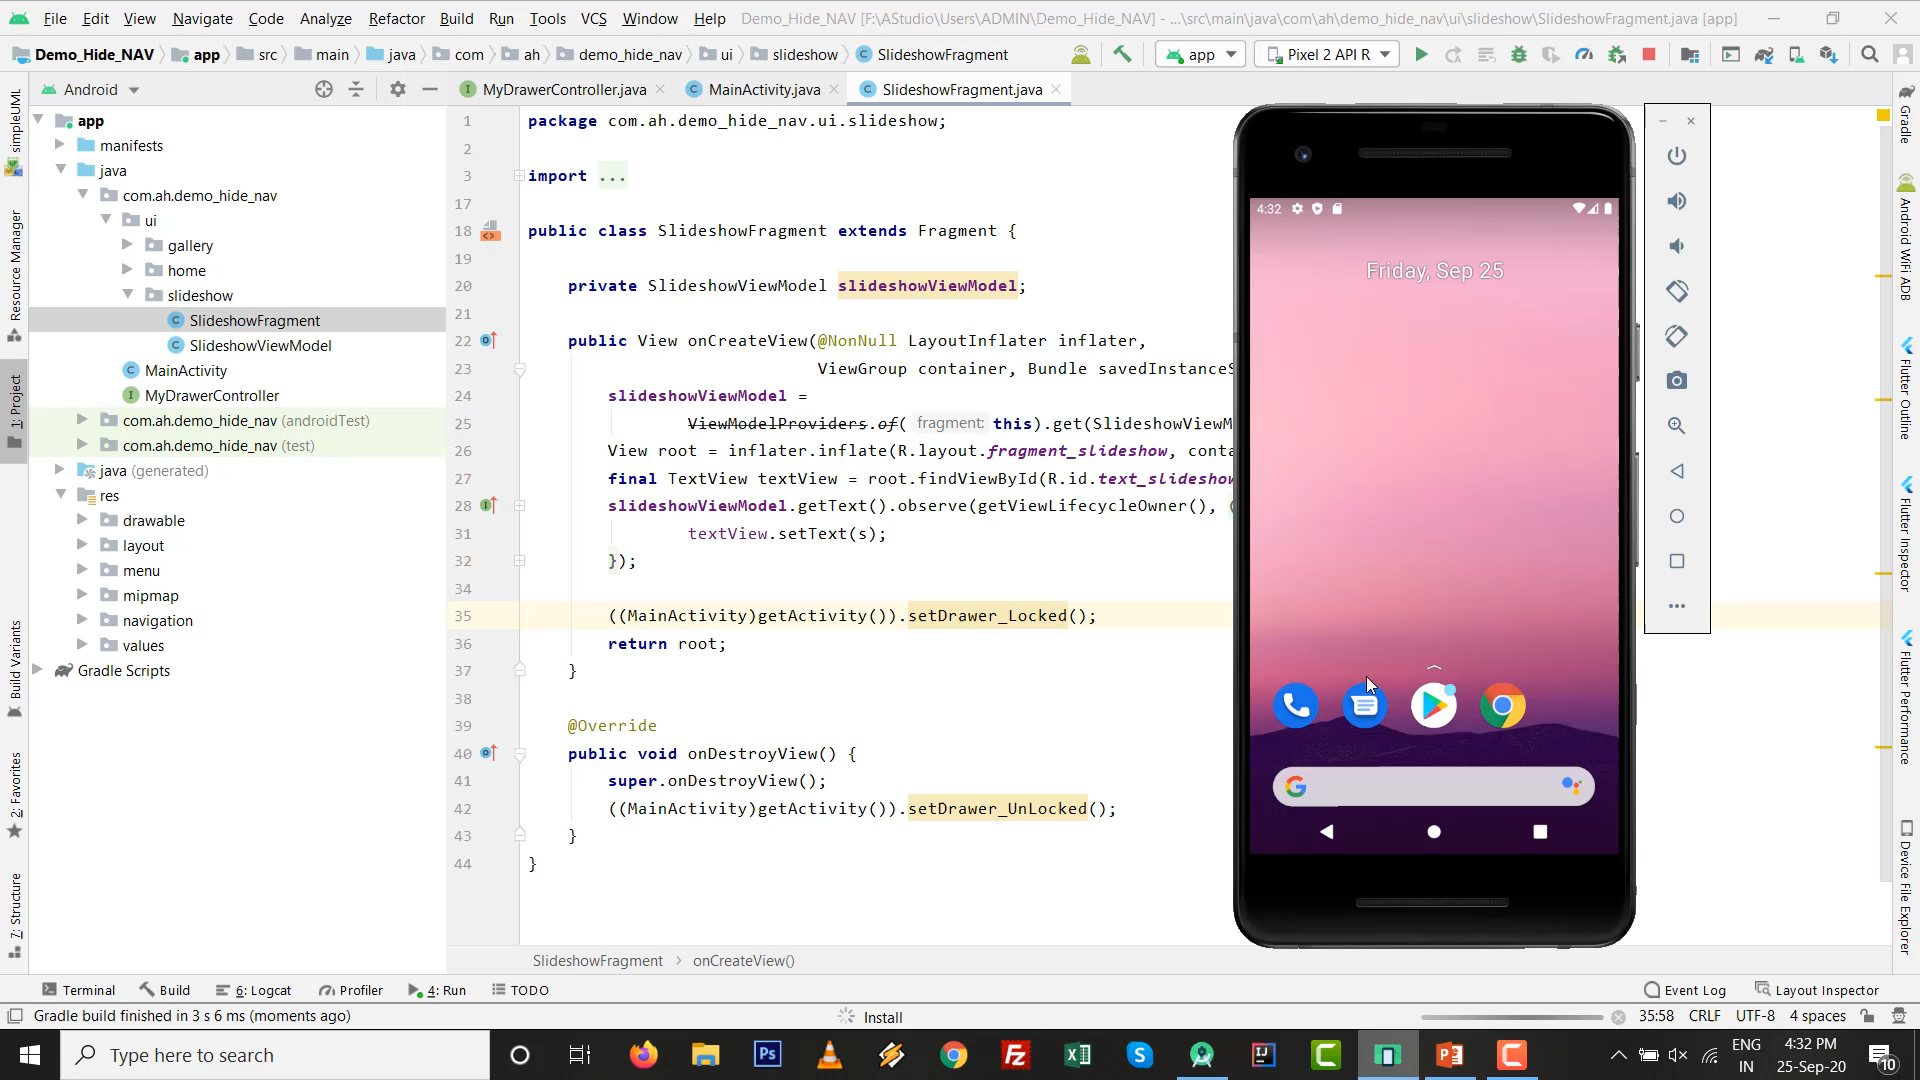 File Edit View Navigate Code Analyze Refactor Build Run Tools VCS Window Help Demo_Hide_NAV [F:\AStudio\Users\ADMIN\Demo_Hide_NAV] - ...\src\main\java\com\ah\demo_hide_nav\ui\slideshow\SlideshowFragment.java [app]
Demo_Hide_NAV app src main java com ah demo_hide_nav ui slideshow SlideshowFragment app Pixel 2 API R
Android MyDrawerController.java MainActivity.java SlideshowFragment.java
app
manifests
java
com.ah.demo_hide_nav
ui
gallery
home
slideshow
SlideshowFragment
SlideshowViewModel
MainActivity
MyDrawerController
com.ah.demo_hide_nav (androidTest)
com.ah.demo_hide_nav (test)
java (generated)
res
drawable
layout
menu
mipmap
navigation
values
Gradle Scripts
simpleUML
Resource Manager
1: Project
Build Variants
2: Favorites
7: Structure
1 package com.ah.demo_hide_nav.ui.slideshow;
2
3 import ...
17
18 public class SlideshowFragment extends Fragment {
19
20 private SlideshowViewModel slideshowViewModel;
21
22 public View onCreateView(@NonNull LayoutInflater inflater,
23 ViewGroup container, Bundle savedInstanceS
24 slideshowViewModel =
25 ViewModelProviders.of( fragment: this).get(SlideshowViewM
26 View root = inflater.inflate(R.layout.fragment_slideshow, conta
27 final TextView textView = root.findViewById(R.id.text_slideshow
28 slideshowViewModel.getText().observe(getViewLifecycleOwner(), (
31 textView.setText(s);
32 });
34
35 ((MainActivity)getActivity()).setDrawer_Locked();
36 return root;
37 }
38
39 @Override
40 public void onDestroyView() {
41 super.onDestroyView();
42 ((MainActivity)getActivity()).setDrawer_UnLocked();
43 }
44 }
4:32
Friday, Sep 25
Gradle
Android WiFi ADB
Flutter Outline
Flutter Inspector
Flutter Performance
Device File Explorer
SlideshowFragment › onCreateView()
Terminal Build 6: Logcat Profiler 4: Run TODO Event Log Layout Inspector
Gradle build finished in 3 s 6 ms (moments ago) Install 35:58 CRLF UTF-8 4 spaces
Type here to search
ENG
IN
4:32 PM
25-Sep-20
10